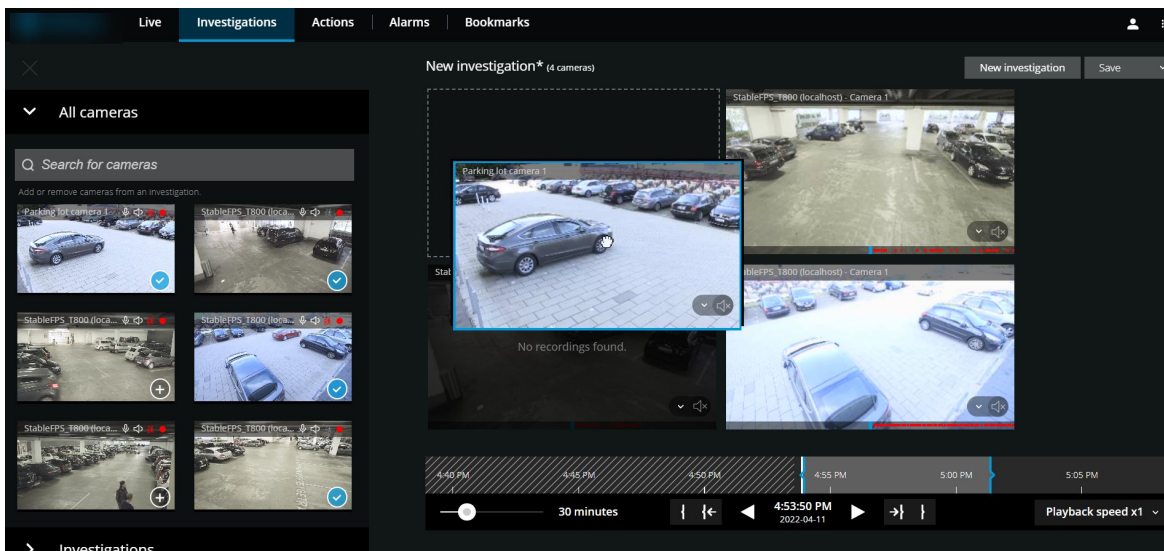 Live Investigations Actions Alarms Bookmarks
New investigation* (4 cameras)
New investigation Save
All cameras
Search for cameras
Add or remove cameras from an investigation.
Parking lot camera 1
StableFPS_T800 (loca...
StableFPS_T800 (loca...
StableFPS_T800 (loca...
StableFPS_T800 (loca...
StableFPS_T800 (loca...
Investigations
StableFPS_T800 (localhost) - Camera 1
Parking lot camera 1
StableFPS_T800 (localhost) - Camera 1
No recordings found.
4:40 PM 4:45 PM 4:50 PM 4:55 PM 5:00 PM 5:05 PM
30 minutes
4:53:50 PM
2022-04-11
Playback speed x1